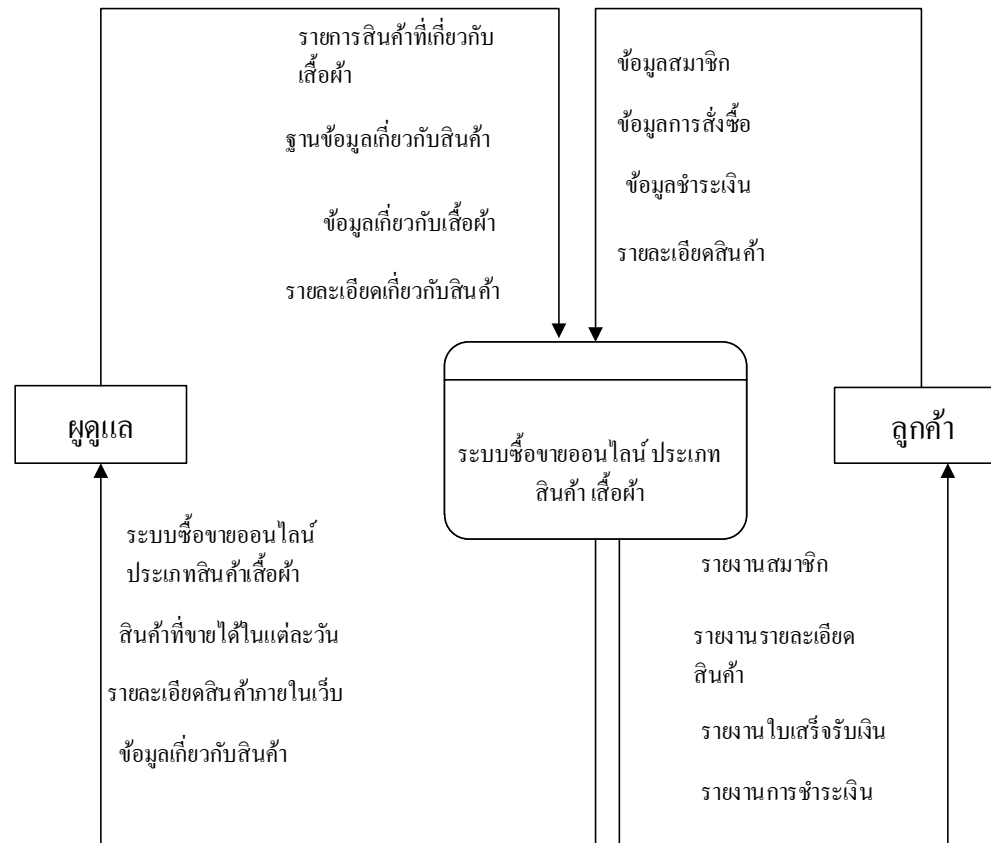 รายการสินค้าที่เกี่ยวกับ
เสื้อผ้า
ฐานข้อมูลเกี่ยวกับสินค้า
ข้อมูลเกี่ยวกับเสื้อผ้า
รายละเอียดเกี่ยวกับสินค้า
ข้อมูลสมาชิก
ข้อมูลการสั่งซื้อ
ข้อมูลชำระเงิน
รายละเอียดสินค้า
ผูดูแล
ระบบซื้อขายออนไลน์ ประเภท
สินค้า เสื้อผ้า
ลูกค้า
ระบบซื้อขายออนไลน์
ประเภทสินค้าเสื้อผ้า
สินค้าที่ขายได้ในแต่ละวัน
รายละเอียดสินค้าภายในเว็บ
ข้อมูลเกี่ยวกับสินค้า
รายงานสมาชิก
รายงานรายละเอียด
สินค้า
รายงานใบเสร็จรับเงิน
รายงานการชำระเงิน